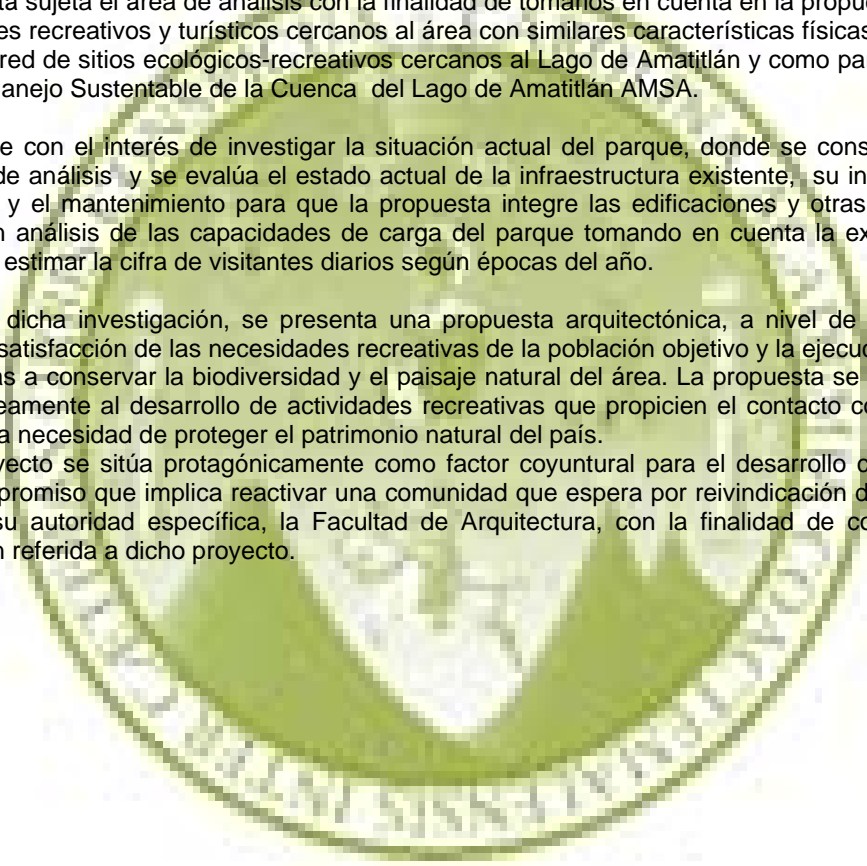 ta sujeta el área de análisis con la finalidad de tomarlos en cuenta en la propu
es recreativos y turísticos cercanos al área con similares características físicas
red de sitios ecológicos-recreativos cercanos al Lago de Amatitlán y como pa
anejo Sustentable de la Cuenca del Lago de Amatitlán AMSA.
e con el interés de investigar la situación actual del parque, donde se cons
de análisis y se evalúa el estado actual de la infraestructura existente, su in
y el mantenimiento para que la propuesta integre las edificaciones y otras
n análisis de las capacidades de carga del parque tomando en cuenta la ex
estimar la cifra de visitantes diarios según épocas del año.
dicha investigación, se presenta una propuesta arquitectónica, a nivel de
satisfacción de las necesidades recreativas de la población objetivo y la ejecu
as a conservar la biodiversidad y el paisaje natural del área. La propuesta se
eamente al desarrollo de actividades recreativas que propicien el contacto c
a necesidad de proteger el patrimonio natural del país.
yecto se sitúa protagónicamente como factor coyuntural para el desarrollo c
promiso que implica reactivar una comunidad que espera por reivindicación d
su autoridad específica, la Facultad de Arquitectura, con la finalidad de co
n referida a dicho proyecto.